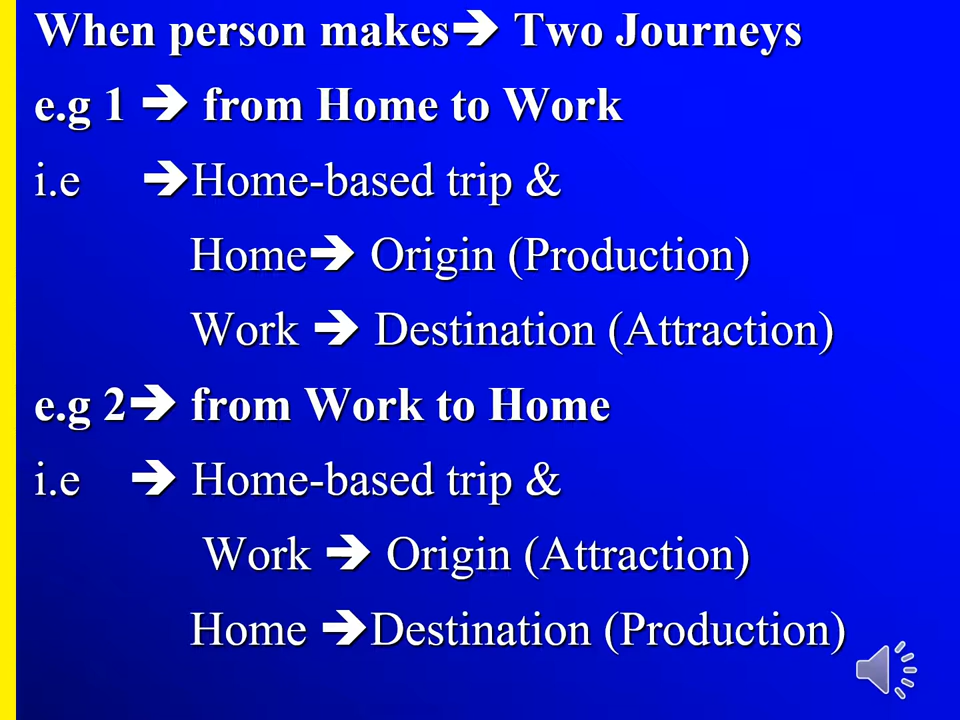 When person makes➔ Two Journeys
e.g 1 ➔ from Home to Work
i.e ➔Home-based trip &
Home➔ Origin (Production)
Work ➔ Destination (Attraction)
e.g 2➔ from Work to Home
i.e ➔ Home-based trip &
Work ➔ Origin (Attraction)
Home ➔Destination (Production)